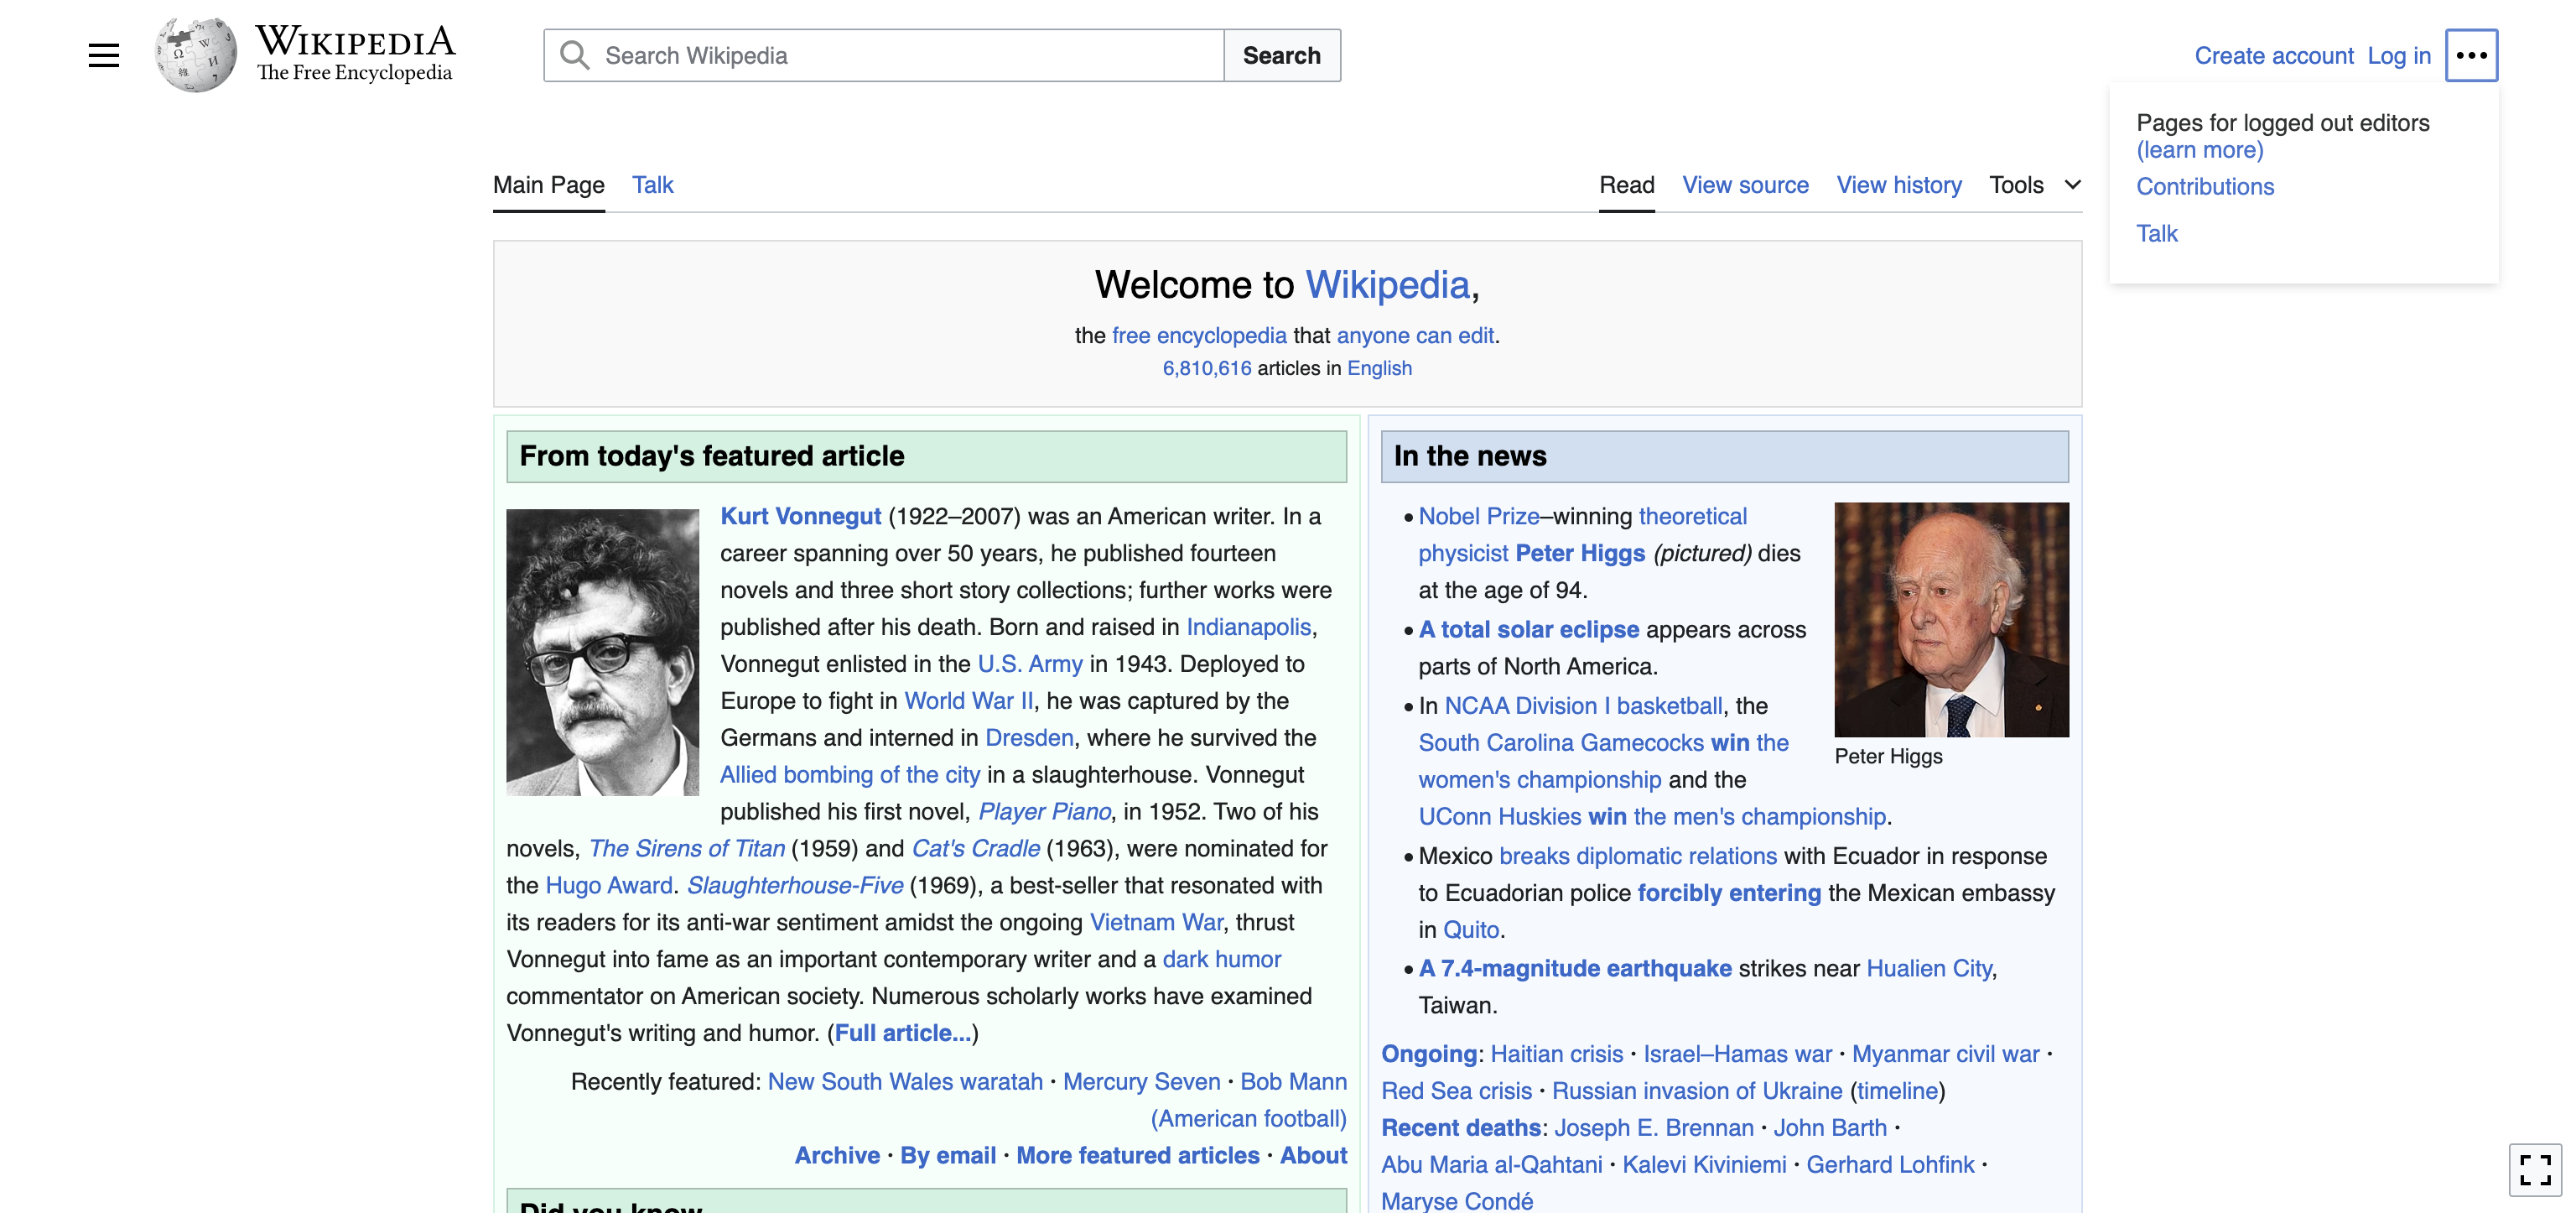 WIKIPEDIA
The Free Encyclopedia
Search Wikipedia
Search
Create account Log in
Pages for logged out editors
(learn more)
Contributions
Talk
Main Page Talk
Read View source View history Tools
Welcome to Wikipedia,
the free encyclopedia that anyone can edit.
6,810,616 articles in English
From today's featured article
Kurt Vonnegut (1922–2007) was an American writer. In a
career spanning over 50 years, he published fourteen
novels and three short story collections; further works were
published after his death. Born and raised in Indianapolis,
Vonnegut enlisted in the U.S. Army in 1943. Deployed to
Europe to fight in World War II, he was captured by the
Germans and interned in Dresden, where he survived the
Allied bombing of the city in a slaughterhouse. Vonnegut
published his first novel, Player Piano, in 1952. Two of his
novels, The Sirens of Titan (1959) and Cat's Cradle (1963), were nominated for
the Hugo Award. Slaughterhouse-Five (1969), a best-seller that resonated with
its readers for its anti-war sentiment amidst the ongoing Vietnam War, thrust
Vonnegut into fame as an important contemporary writer and a dark humor
commentator on American society. Numerous scholarly works have examined
Vonnegut's writing and humor. (Full article...)
Recently featured: New South Wales waratah · Mercury Seven · Bob Mann
(American football)
Archive · By email · More featured articles · About
Did you know
In the news
• Nobel Prize–winning theoretical
physicist Peter Higgs (pictured) dies
at the age of 94.
• A total solar eclipse appears across
parts of North America.
• In NCAA Division I basketball, the
South Carolina Gamecocks win the
women's championship and the
UConn Huskies win the men's championship.
Peter Higgs
• Mexico breaks diplomatic relations with Ecuador in response
to Ecuadorian police forcibly entering the Mexican embassy
in Quito.
• A 7.4-magnitude earthquake strikes near Hualien City,
Taiwan.
Ongoing: Haitian crisis · Israel–Hamas war · Myanmar civil war ·
Red Sea crisis · Russian invasion of Ukraine (timeline)
Recent deaths: Joseph E. Brennan · John Barth ·
Abu Maria al-Qahtani · Kalevi Kiviniemi · Gerhard Lohfink ·
Maryse Condé